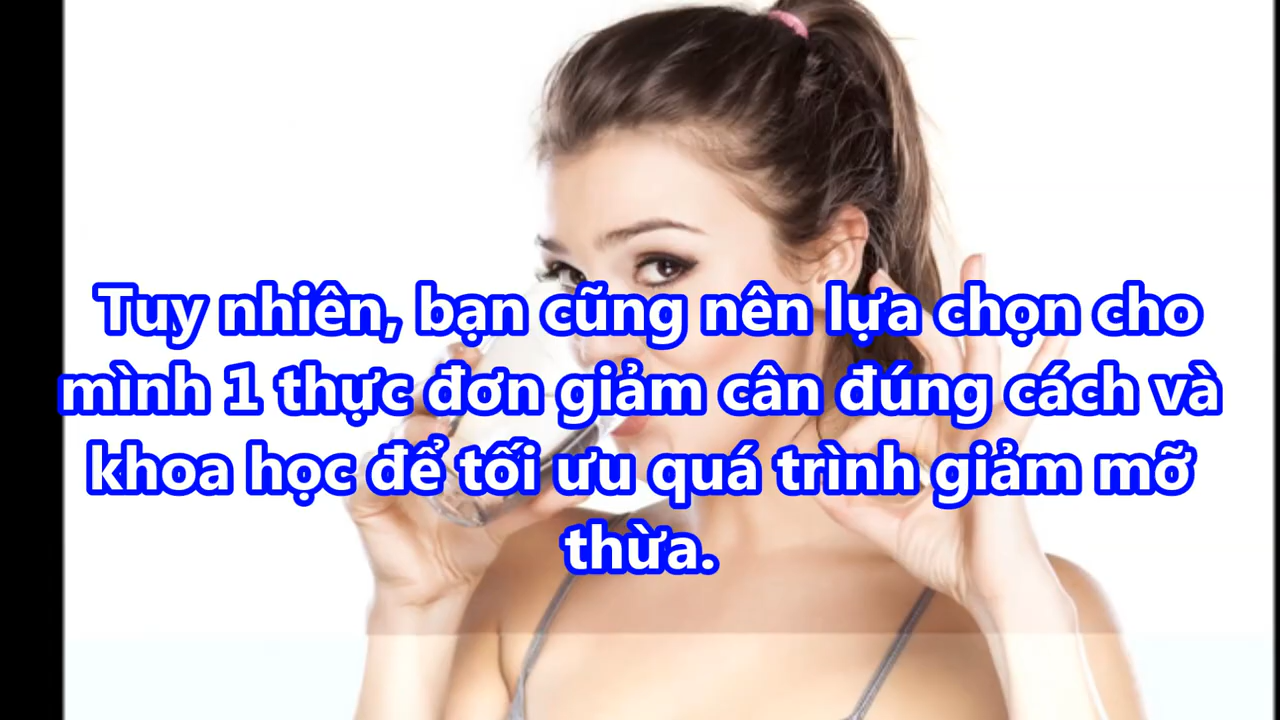 Tuy nhiên, bạn cũng nên lựa chọn cho
mình 1 thực đơn giảm cân đúng cách và
khoa học để tối ưu quá trình giảm mỡ
thừa.